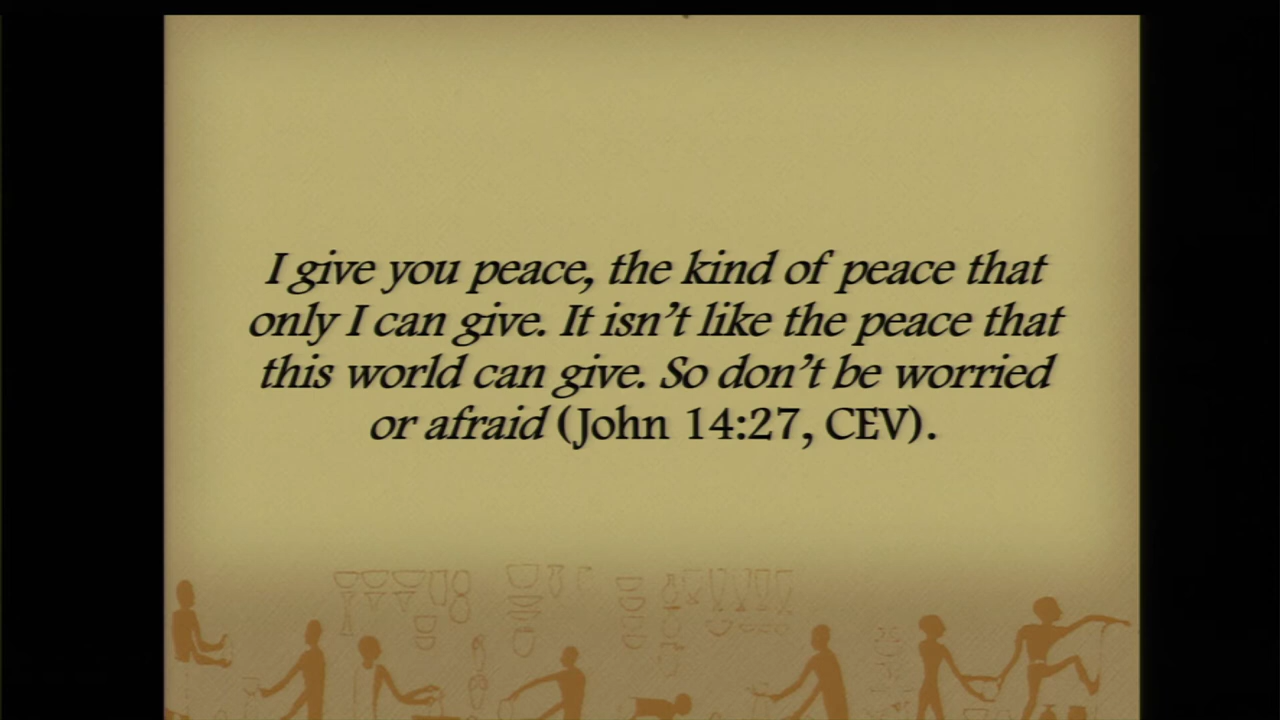 I give you peace, the kind of peace that
only I can give. It isn’t like the peace that
this world can give. So don’t be worried
or afraid (John 14:27, CEV).